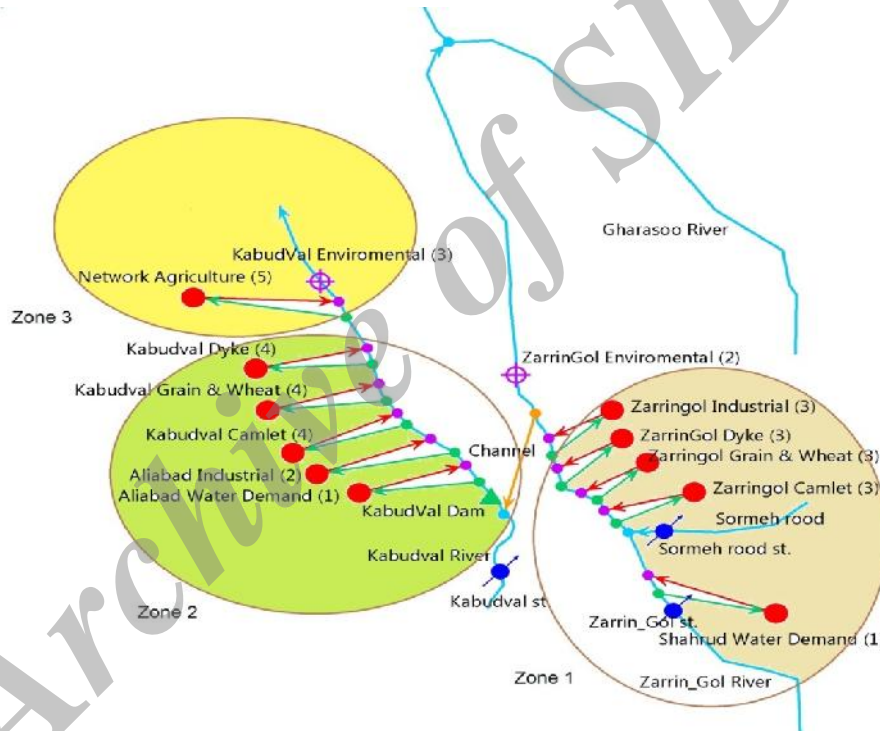 Gharasoo River
KabudVal Enviromental (3)
Network Agriculture (5)
Zone 3
Kabudval Dyke (4)
Kabudval Grain & Wheat (4)
Kabudval Camlet (4)
Aliabad Industrial (2)
Aliabad Water Demand (1)
Channel
KabudVal Dam
Kabudval River
Kabudval st
Zone 2
ZarrinGol Enviromental (2)
Zarringol Industrial (3)
ZarrinGol Dyke (3)
Zarringol Grain & Wheat (3)
Zarringol Camlet (3)
Sormeh rood
Sormeh rood st.
Zarrin_Gol st.
Shahrud Water Demand (1
Zone 1
Zarrin_Gol River
Archive of SID